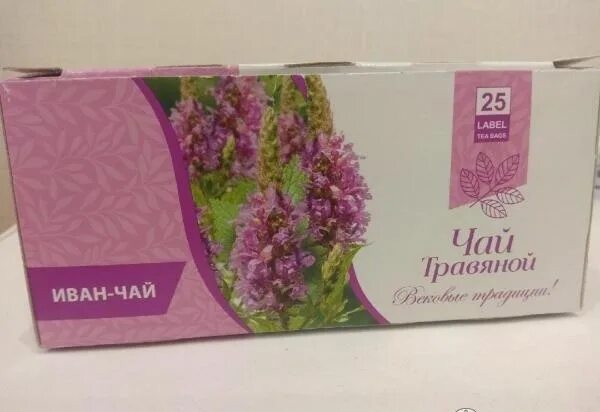 25
LABEL
TEA BAGS
Чай
Травяной
Вековые традиции!
ИВАН-ЧАЙ